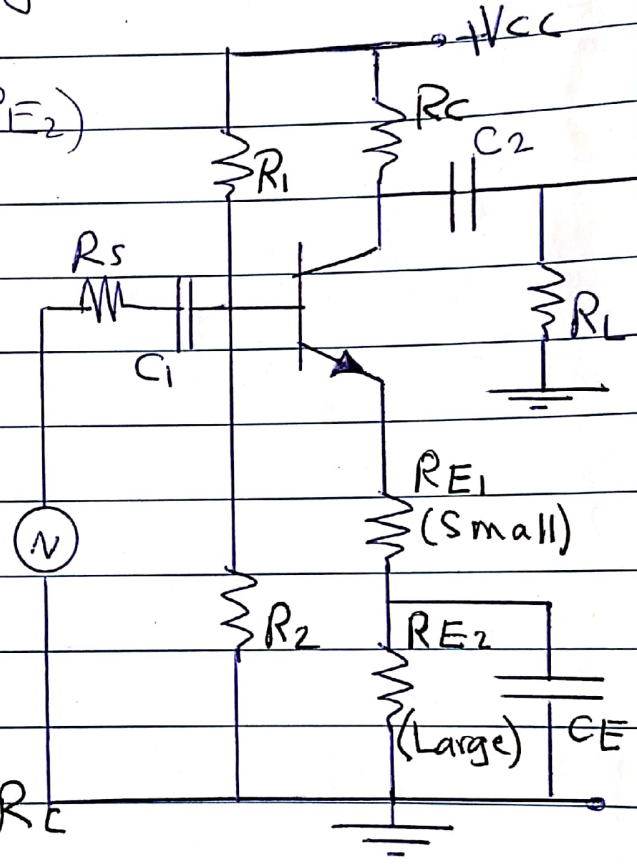 +VCC
E2)
RC
C2
R1
RS
RL
C1
RE1
(Small)
R2
RE2
(Large)
CE
N
RC